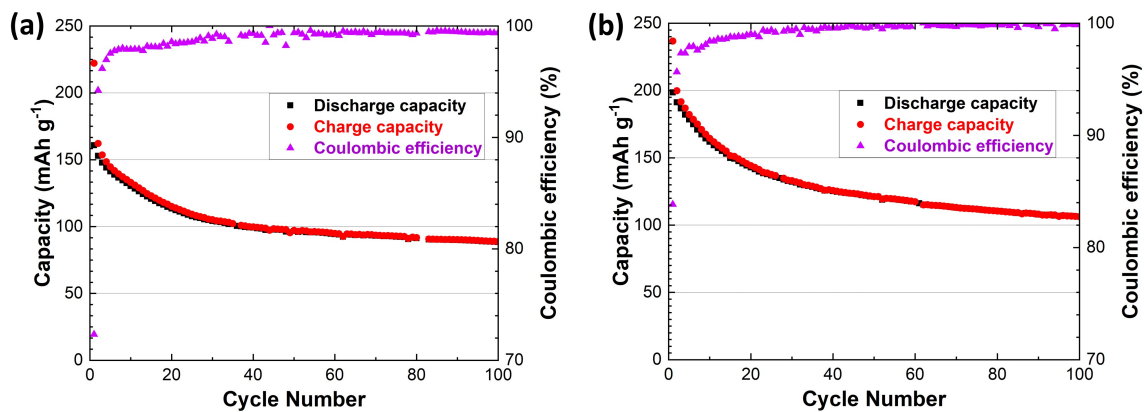 (a)
250
200
150
100
50
0
Capacity (mAh g⁻¹)
Discharge capacity
Charge capacity
Coulombic efficiency
100
90
80
70
Coulombic efficiency (%)
0 20 40 60 80 100
Cycle Number
(b)
250
200
150
100
50
0
Capacity (mAh g⁻¹)
Discharge capacity
Charge capacity
Coulombic efficiency
100
90
80
70
Coulombic efficiency (%)
0 20 40 60 80 100
Cycle Number